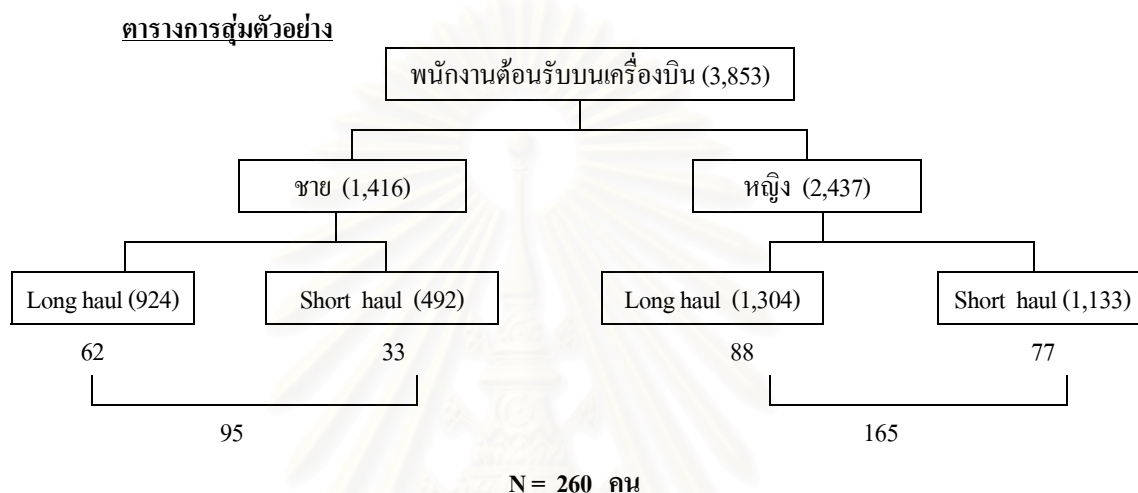 ตารางการสุ่มตัวอย่าง
พนักงานต้อนรับบนเครื่องบิน (3,853)
ชาย (1,416) หญิง (2,437)
Long haul (924) Short haul (492) Long haul (1,304) Short haul (1,133)
62 33 88 77
95 165
N = 260 คน